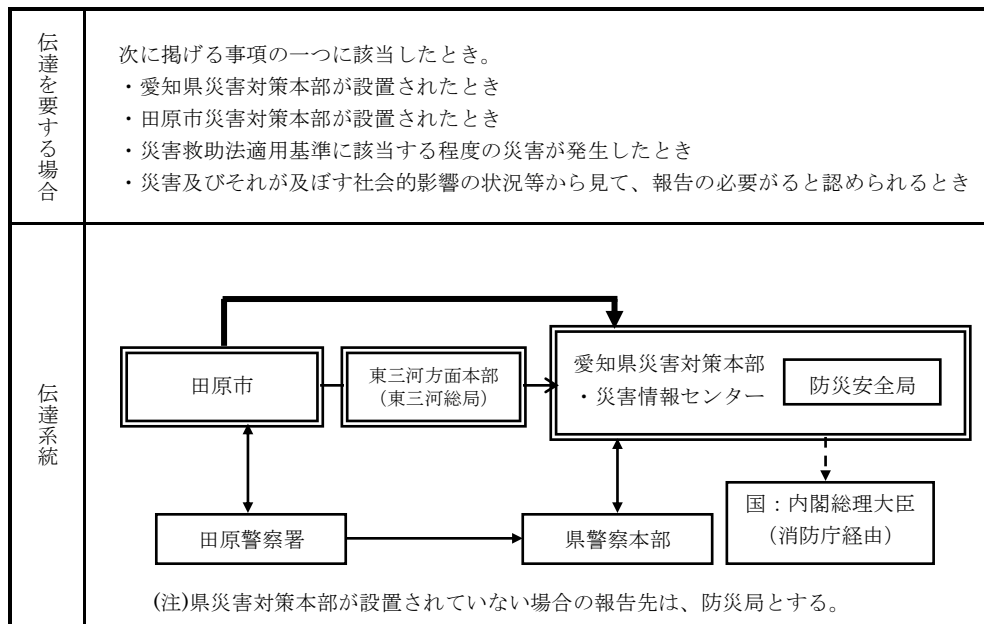 伝達を要する場合
次に掲げる事項の一つに該当したとき。
・愛知県災害対策本部が設置されたとき
・田原市災害対策本部が設置されたとき
・災害救助法適用基準に該当する程度の災害が発生したとき
・災害及びそれが及ぼす社会的影響の状況等から見て、報告の必要がると認められるとき
伝達系統
田原市
東三河方面本部
（東三河総局）
愛知県災害対策本部
・災害情報センター
防災安全局
田原警察署
県警察本部
国：内閣総理大臣
（消防庁経由）
(注)県災害対策本部が設置されていない場合の報告先は、防災局とする。